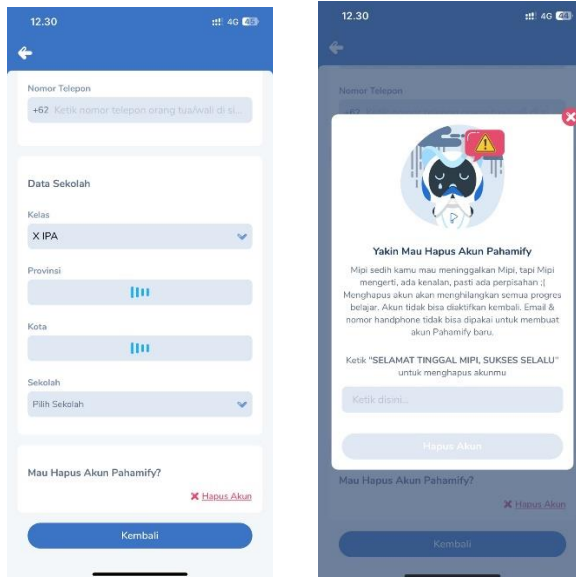 12.30
4G 45
Nomor Telepon
+62 Ketik nomor telepon orang tua/wali di si...
Data Sekolah
Kelas
X IPA
Provinsi
Kota
Sekolah
Pilih Sekolah
Mau Hapus Akun Pahamify?
Hapus Akun
Kembali
12.30
4G 44
Nomor Telepon
+62
Yakin Mau Hapus Akun Pahamify
Mipi sedih kamu mau meninggalkan Mipi, tapi Mipi
mengerti, ada kenalan, pasti ada perpisahan ;(
Menghapus akun akan menghilangkan semua progres
belajar. Akun tidak bisa diaktifkan kembali. Email &
nomor handphone tidak bisa dipakai untuk membuat
akun Pahamify baru.
Ketik "SELAMAT TINGGAL MIPI, SUKSES SELALU"
untuk menghapus akunmu
Ketik disini...
Hapus Akun
Mau Hapus Akun Pahamify?
Hapus Akun
Kembali